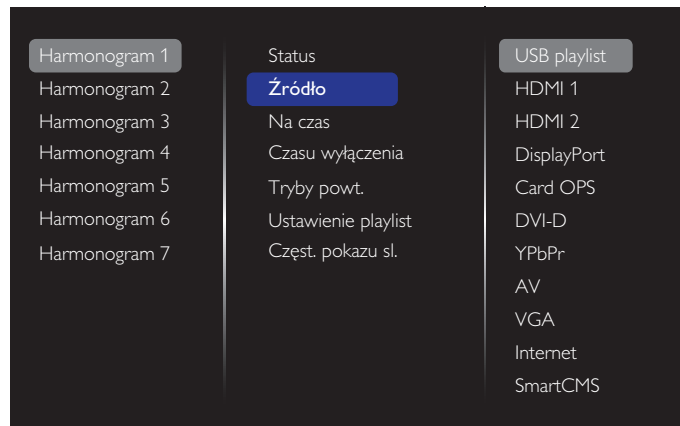 Harmonogram 1
Harmonogram 2
Harmonogram 3
Harmonogram 4
Harmonogram 5
Harmonogram 6
Harmonogram 7
Status
Źródło
Na czas
Czasu wyłączenia
Tryby powt.
Ustawienie playlist
Częst. pokazu sl.
USB playlist
HDMI 1
HDMI 2
DisplayPort
Card OPS
DVI-D
YPbPr
AV
VGA
Internet
SmartCMS